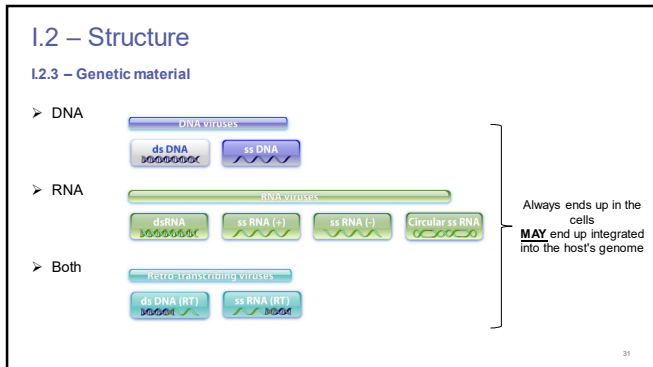 I.2 – Structure
I.2.3 – Genetic material
➢ DNA
DNA viruses
ds DNA
ss DNA
➢ RNA
RNA viruses
dsRNA
ss RNA (+)
ss RNA (-)
Circular ss RNA
➢ Both
Retro-transcribing viruses
ds DNA (RT)
ss RNA (RT)
Always ends up in the
cells
MAY end up integrated
into the host's genome
31